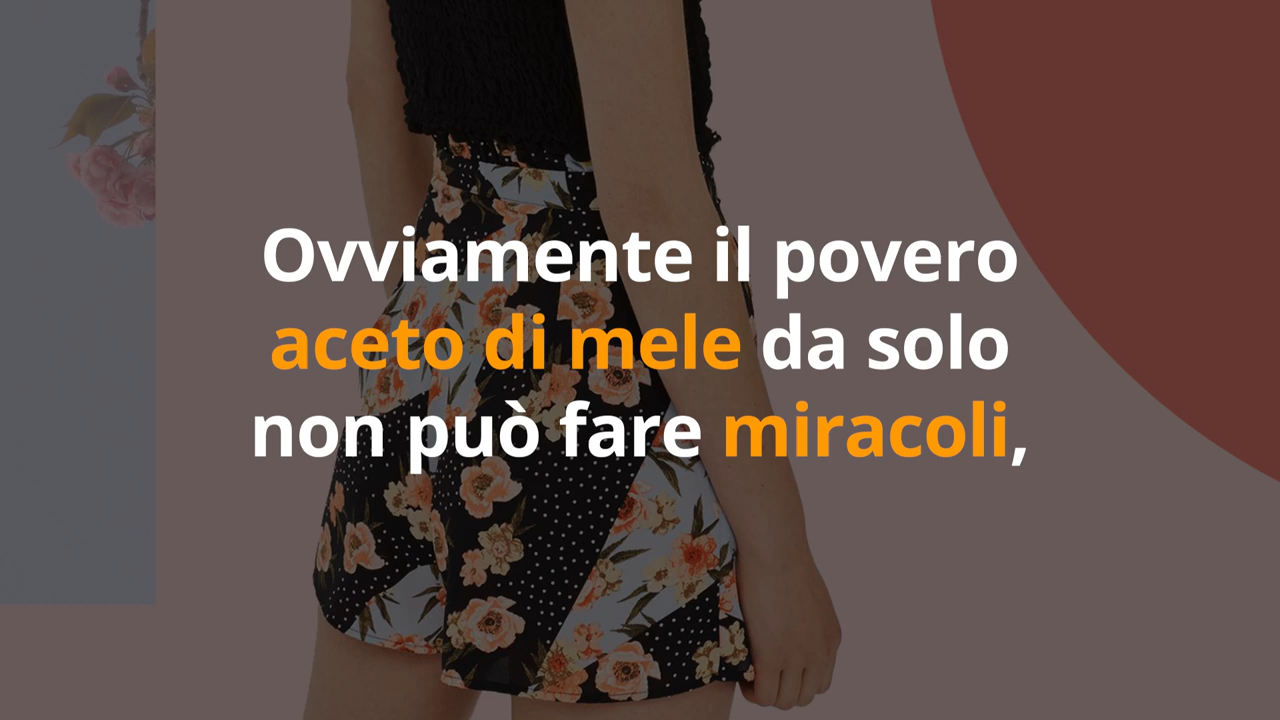 Ovviamente il povero
aceto di mele da solo
non può fare miracoli,